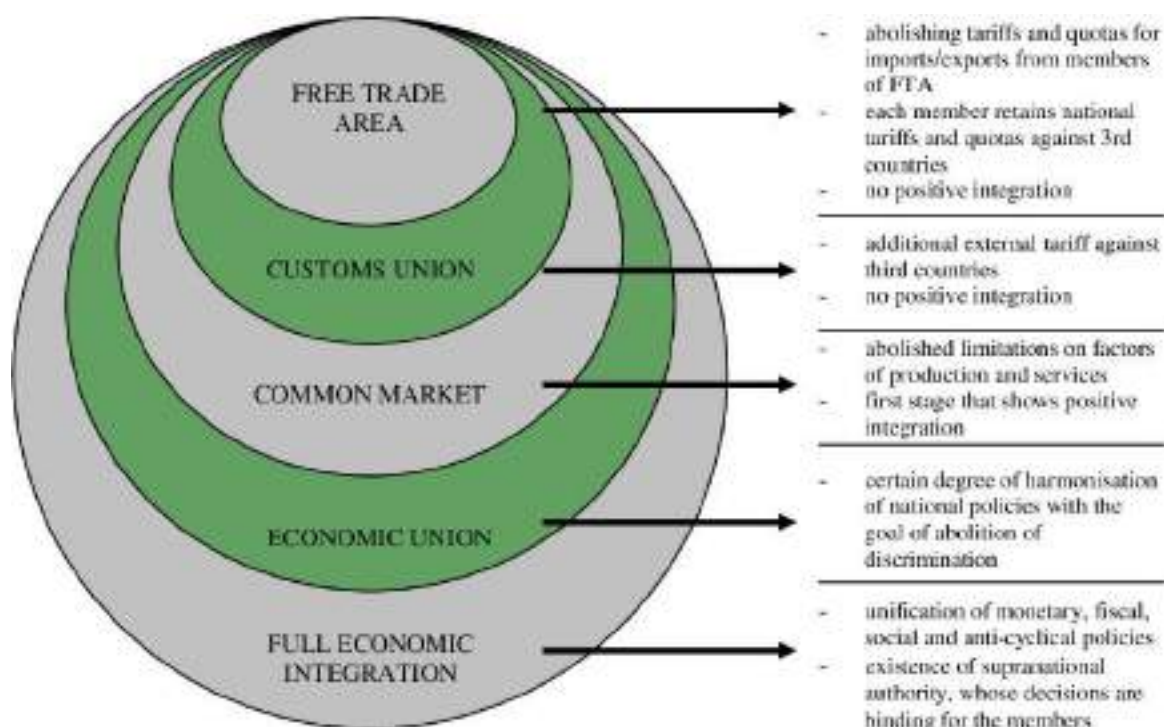 FREE TRADE
AREA
- abolishing tariffs and quotas for
imports/exports from members
of FTA
- each member retains national
tariffs and quotas against 3rd
countries
- no positive integration
CUSTOMS UNION
- additional external tariff against
third countries
- no positive integration
COMMON MARKET
- abolished limitations on factors
of production and services
- first stage that shows positive
integration
ECONOMIC UNION
- certain degree of harmonisation
of national policies with the
goal of abolition of
discrimination
FULL ECONOMIC
INTEGRATION
- unification of monetary, fiscal,
social and anti-cyclical policies
- existence of supranational
authority, whose decisions are
binding for the members